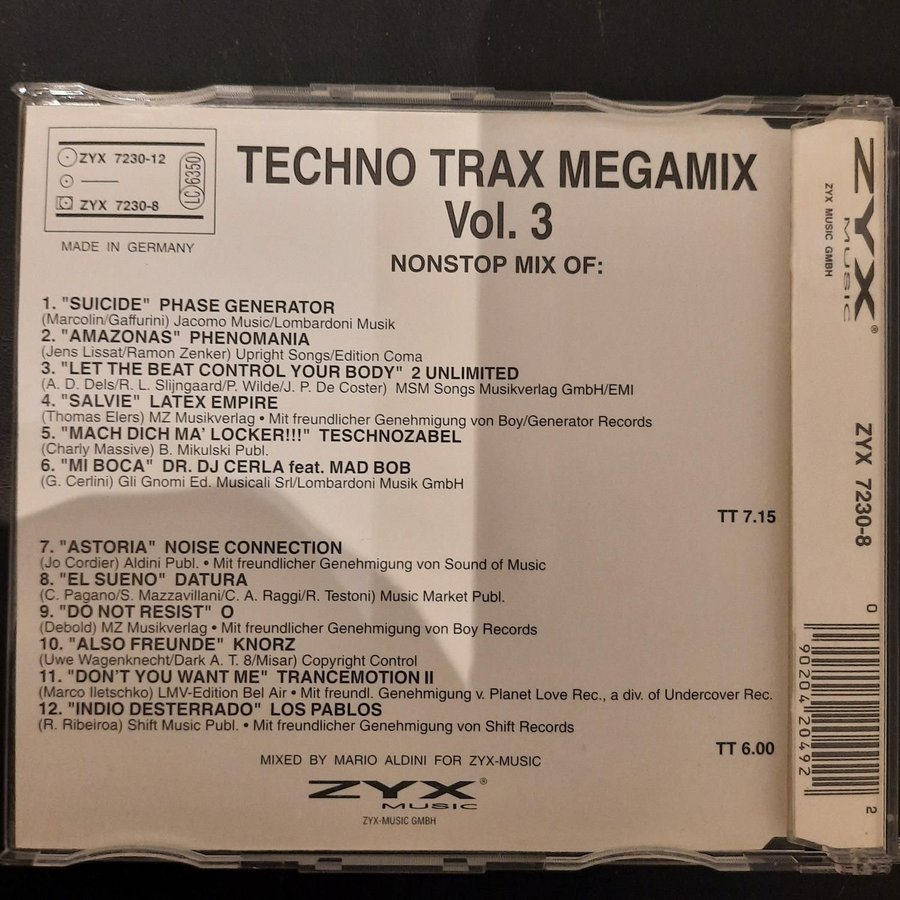 ZYX 7230-12
ZYX 7230-8
LC 6350
MADE IN GERMANY
TECHNO TRAX MEGAMIX
Vol. 3
NONSTOP MIX OF:
1. "SUICIDE" PHASE GENERATOR
(Marcolin/Gaffurini) Jacomo Music/Lombardoni Musik
2. "AMAZONAS" PHENOMANIA
(Jens Lissat/Ramon Zenker) Upright Songs/Edition Coma
3. "LET THE BEAT CONTROL YOUR BODY" 2 UNLIMITED
(A. D. Dels/R. L. Slijngaard/P. Wilde/J. P. De Coster) MSM Songs Musikverlag GmbH/EMI
4. "SALVIE" LATEX EMPIRE
(Thomas Elers) MZ Musikverlag • Mit freundlicher Genehmigung von Boy/Generator Records
5. "MACH DICH MA' LOCKER!!!" TESCHNOZABEL
(Charly Massive) B. Mikulski Publ.
6. "MI BOCA" DR. DJ CERLA feat. MAD BOB
(G. Cerlini) Gli Gnomi Ed. Musicali Srl/Lombardoni Musik GmbH
TT 7.15
7. "ASTORIA" NOISE CONNECTION
(Jo Cordier) Aldini Publ. • Mit freundlicher Genehmigung von Sound of Music
8. "EL SUENO" DATURA
(C. Pagano/S. Mazzavillani/C. A. Raggi/R. Testoni) Music Market Publ.
9. "DO NOT RESIST" O
(Debold) MZ Musikverlag • Mit freundlicher Genehmigung von Boy Records
10. "ALSO FREUNDE" KNORZ
(Uwe Wagenknecht/Dark A. T. 8/Misar) Copyright Control
11. "DON'T YOU WANT ME" TRANCEMOTION II
(Marco Iletschko) LMV-Edition Bel Air • Mit freundl. Genehmigung v. Planet Love Rec., a div. of Undercover Rec.
12. "INDIO DESTERRADO" LOS PABLOS
(R. Ribeiroa) Shift Music Publ. • Mit freundlicher Genehmigung von Shift Records
TT 6.00
MIXED BY MARIO ALDINI FOR ZYX-MUSIC
ZYX®
MUSIC
ZYX-MUSIC GMBH
ZYX®
MUSIC
ZYX MUSIC GMBH
ZYX 7230-8
0 90204 20492 2